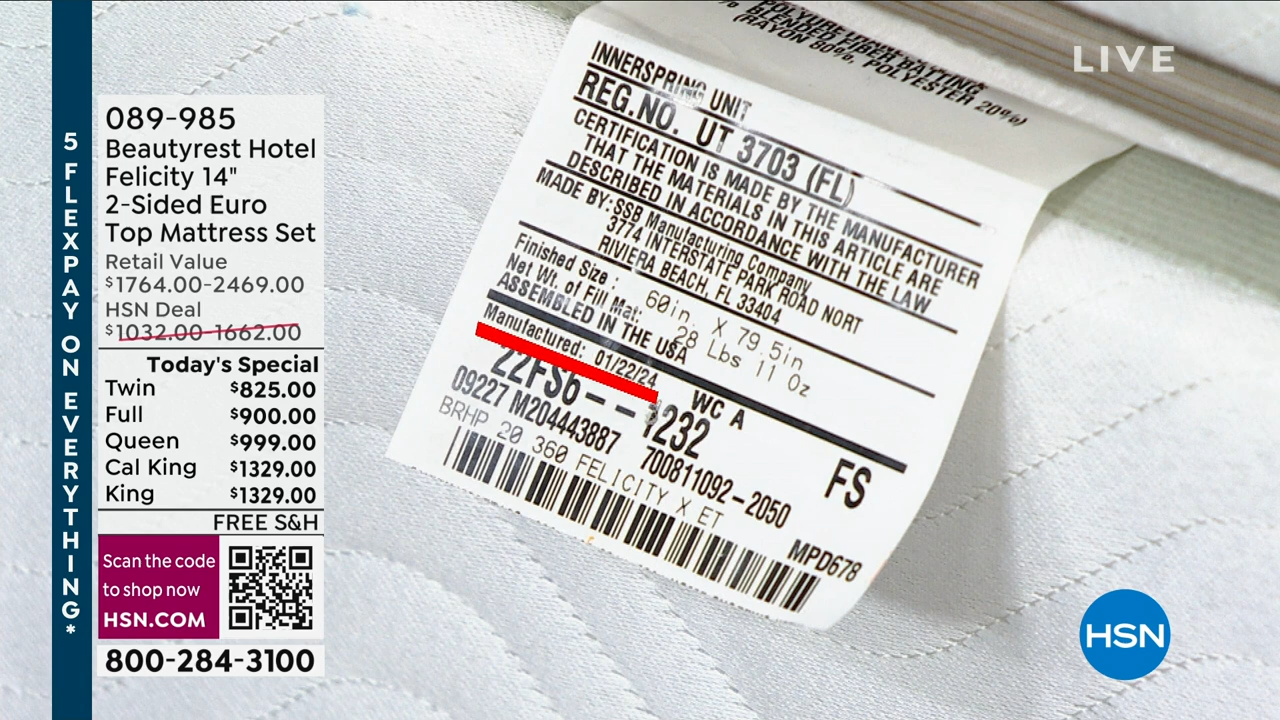 5 FLEXPAY ON EVERYTHING*
089-985
Beautyrest Hotel
Felicity 14"
2-Sided Euro
Top Mattress Set
Retail Value
$1764.00-2469.00
HSN Deal
$1032.00-1662.00
Today's Special
Twin $825.00
Full $900.00
Queen $999.00
Cal King $1329.00
King $1329.00
FREE S&H
Scan the code
to shop now
HSN.COM
800-284-3100
BLENDED FIBER BATTING
(RAYON 80%, POLYESTER 20%)
INNERSPRING UNIT
REG.NO. UT 3703 (FL)
CERTIFICATION IS MADE BY THE MANUFACTURER
THAT THE MATERIALS IN THIS ARTICLE ARE
DESCRIBED IN ACCORDANCE WITH THE LAW
MADE BY:SSB Manufacturing Company
3774 INTERSTATE PARK ROAD NORT
RIVIERA BEACH, FL 33404
Finished Size : 60in. X 79.5in
Net Wt. of Fill Mat: 28 Lbs 11 Oz
ASSEMBLED IN THE USA
Manufactured: 01/22/24 WC A
22FS6--1232 FS
09227 M204443887 700811092-2050
BRHP 20 360 FELICITY X ET
MPD678
LIVE
HSN